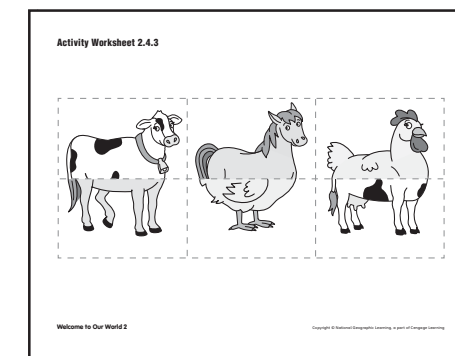 Activity Worksheet 2.4.3
Welcome to Our World 2
Copyright © National Geographic Learning, a part of Cengage Learning